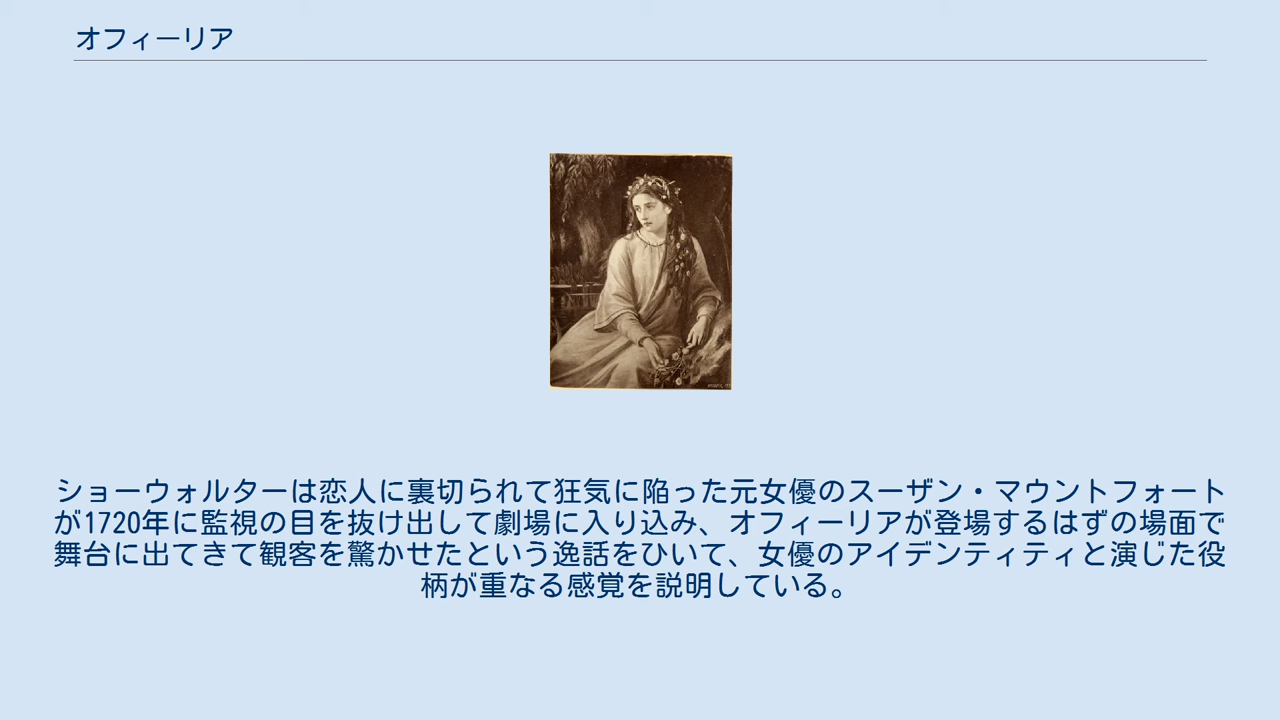 オフィーリア
ショーウォルターは恋人に裏切られて狂気に陥った元女優のスーザン・マウントフォート
が1720年に監視の目を抜け出して劇場に入り込み、オフィーリアが登場するはずの場面で
舞台に出てきて観客を驚かせたという逸話をひいて、女優のアイデンティティと演じた役
柄が重なる感覚を説明している。